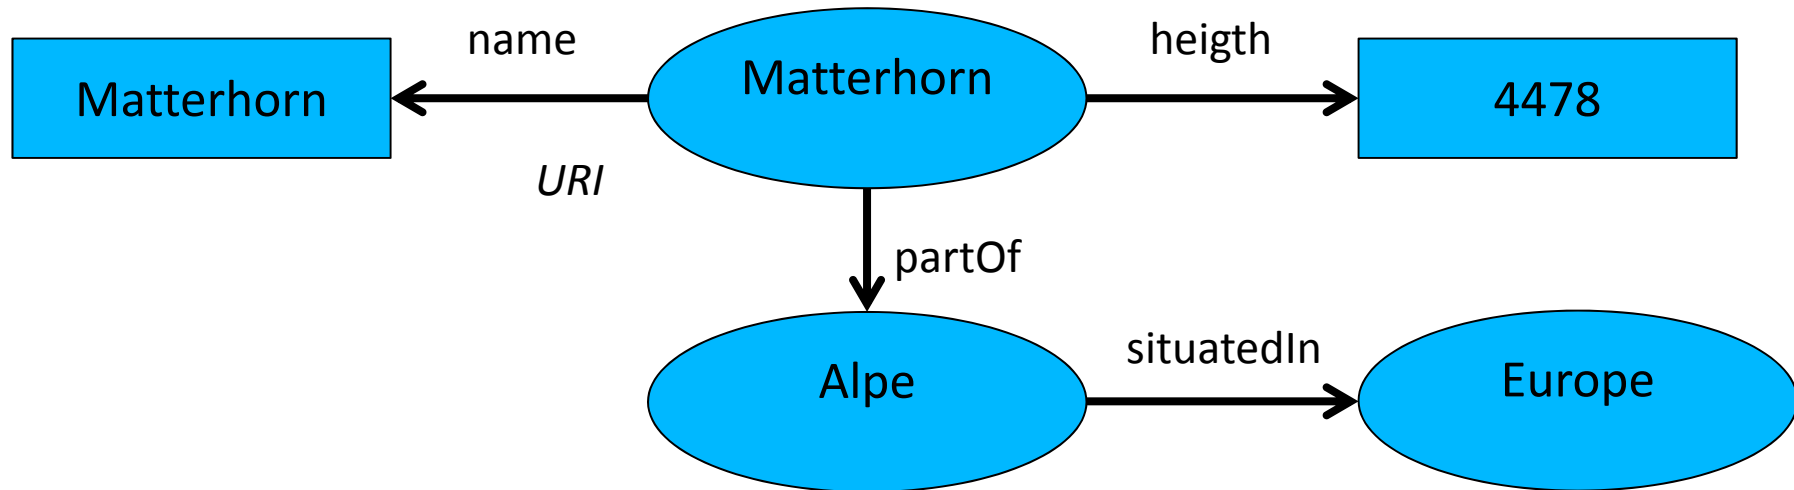 name
heigth
Matterhorn
Matterhorn
4478
URI
partOf
situatedIn
Alpe
Europe